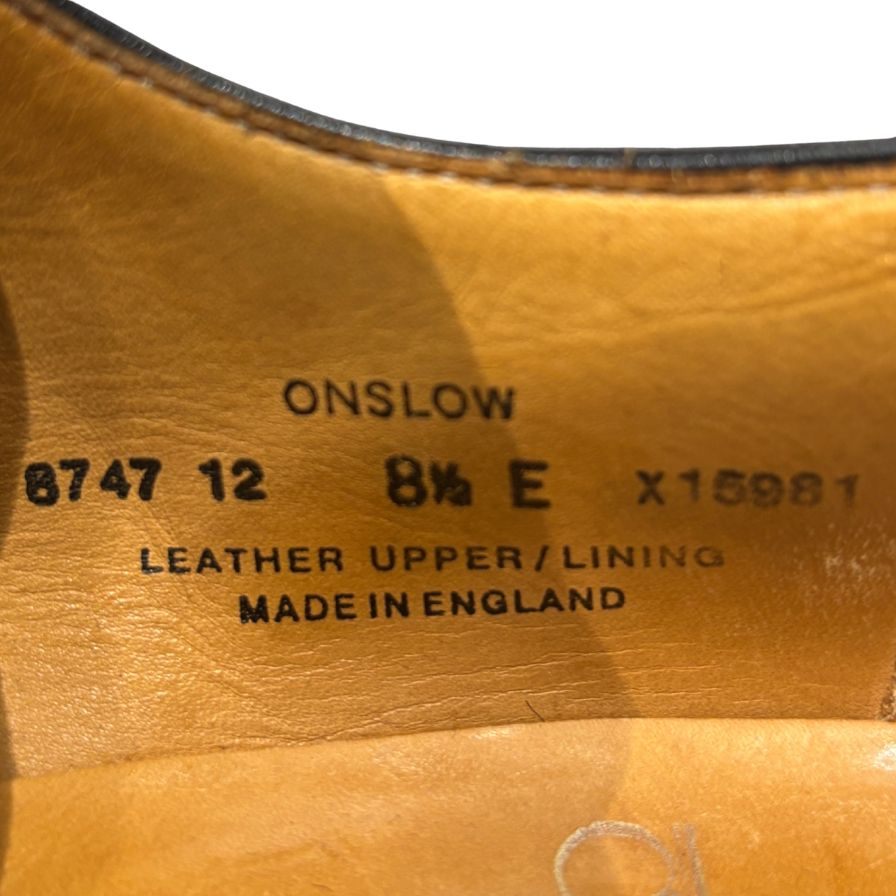 ONSLOW
8747 12 8½ E X15981
LEATHER UPPER / LINING
MADE IN ENGLAND